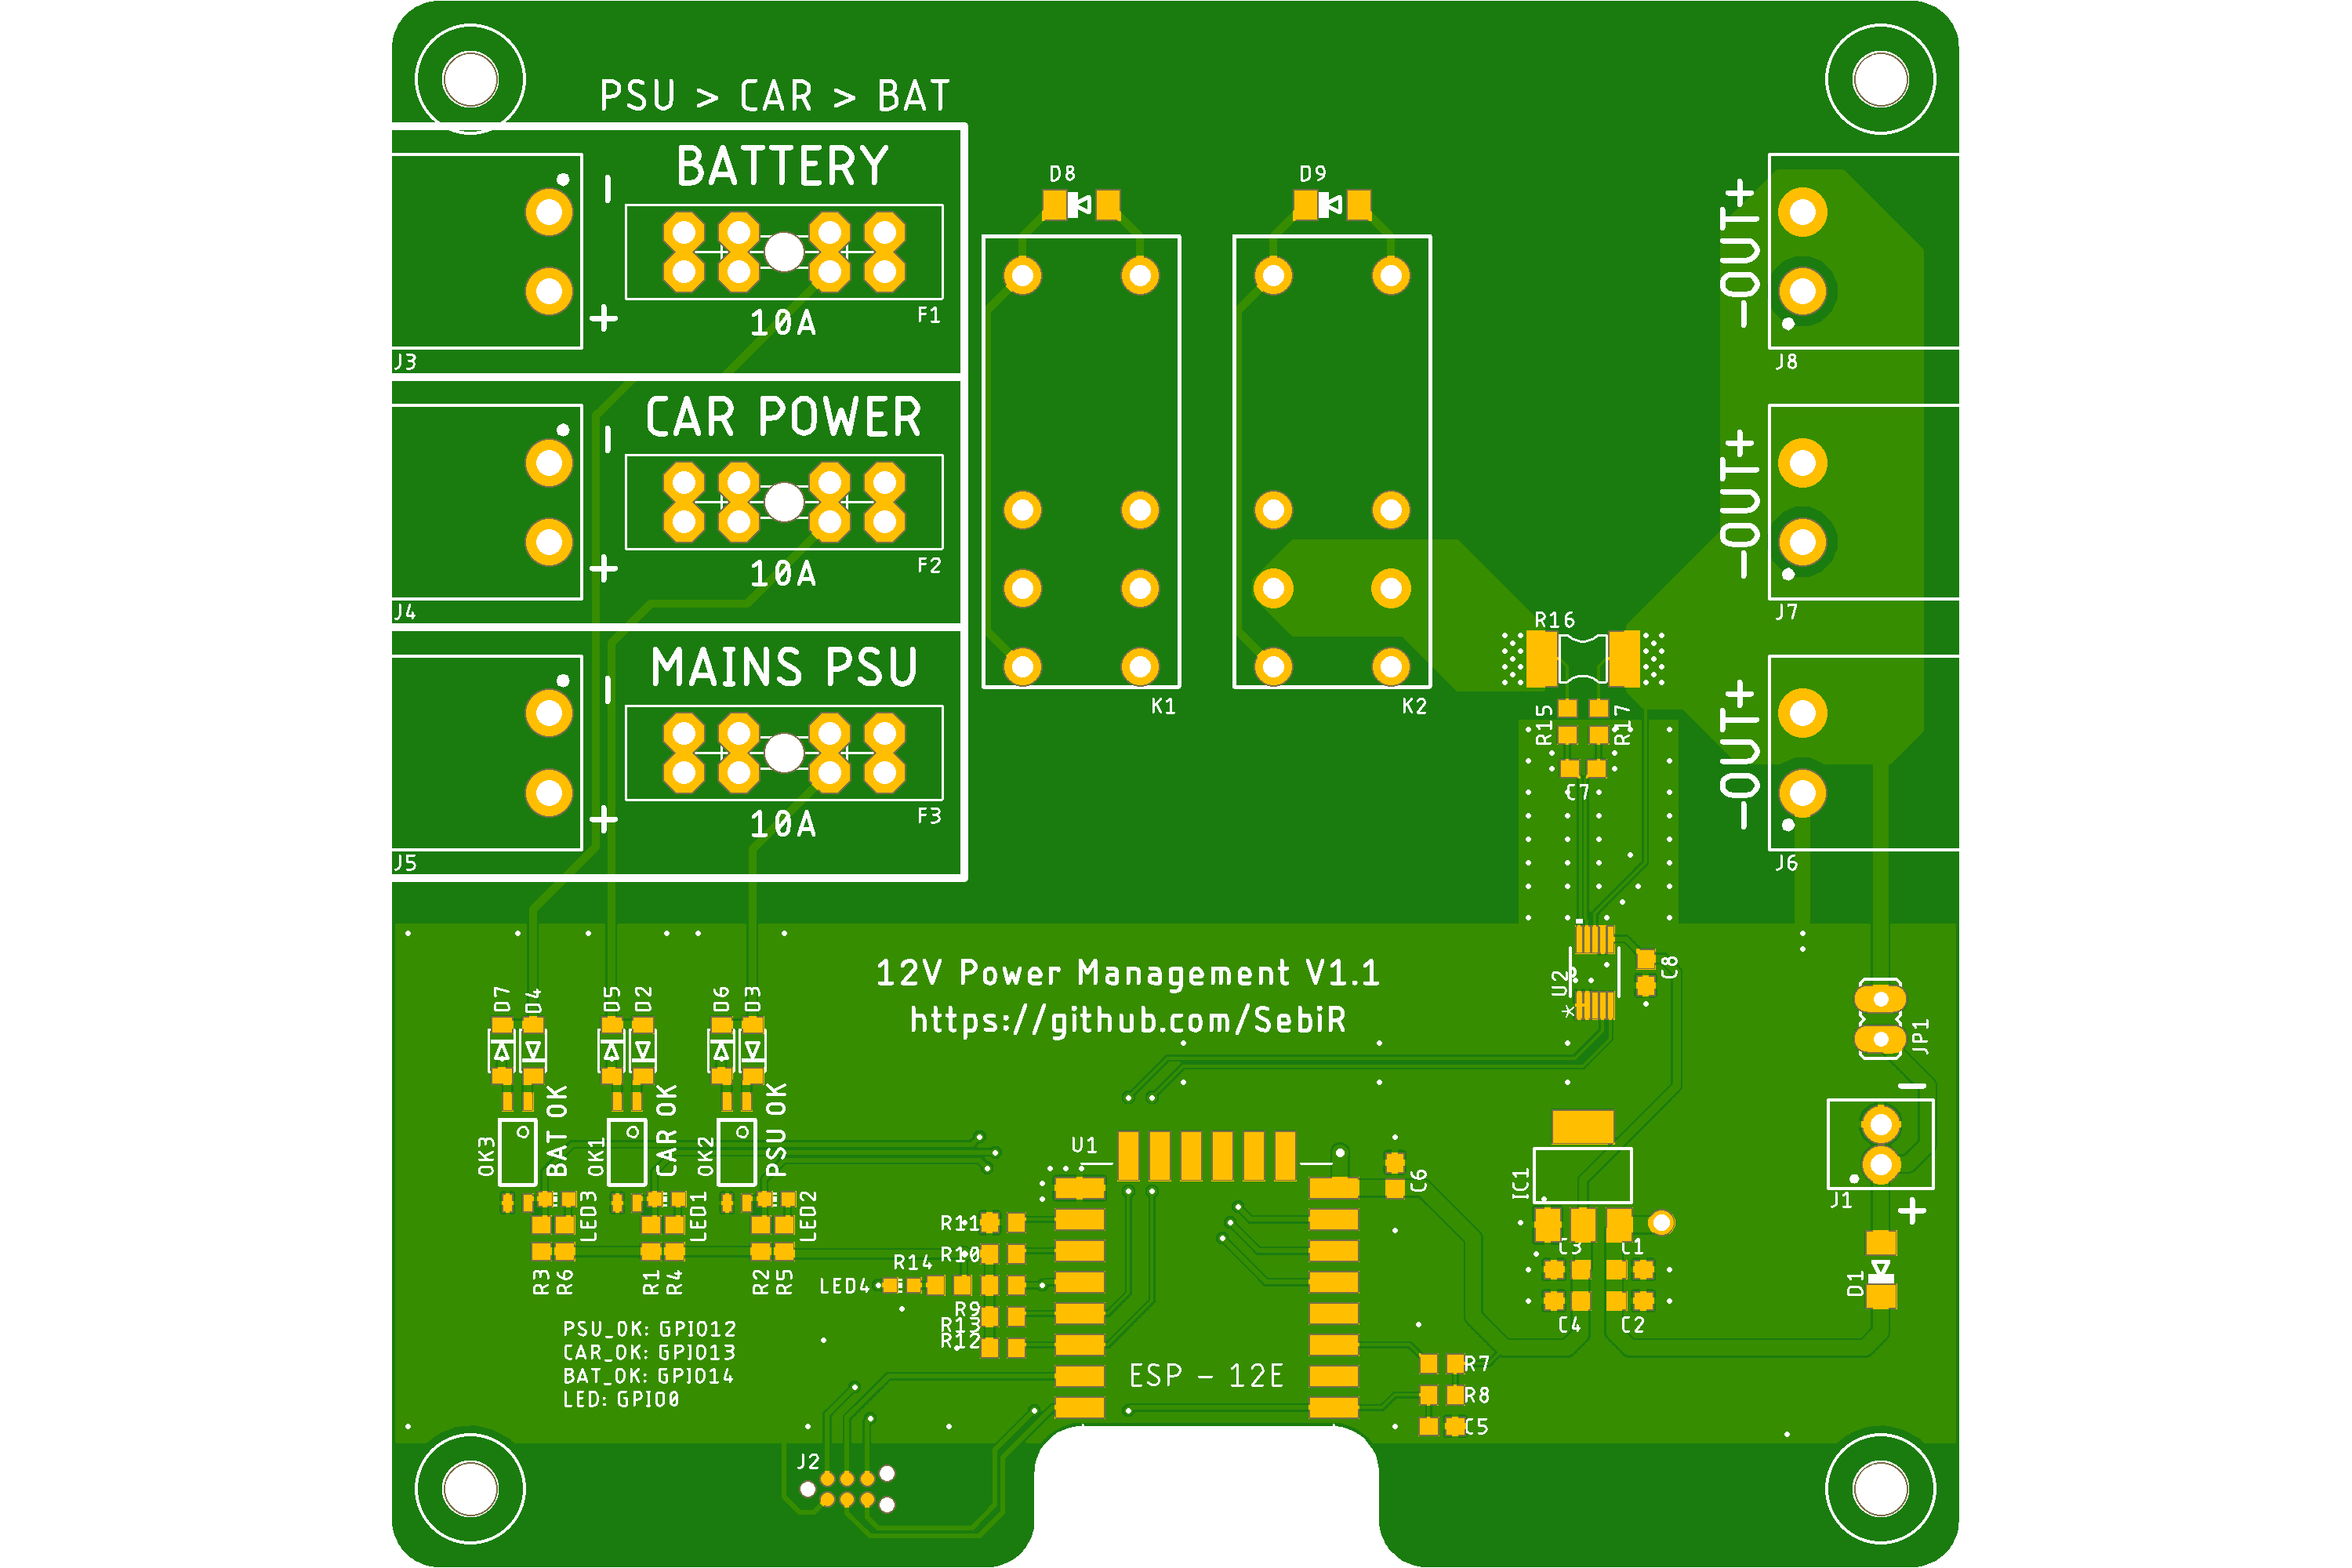 PSU > CAR > BAT
BATTERY
-
+
10A
F1
J3
CAR POWER
-
+
10A
F2
J4
MAINS PSU
-
+
10A
F3
J5
D8
D9
K1
K2
-OUT+
J8
-OUT+
J7
-OUT+
J6
R16
R15
R17
C7
12V Power Management V1.1
https://github.com/SebiR
U2
*
C8
JP1
D7
D4
D5
D2
D6
D3
OK3
BAT OK
OK1
CAR OK
OK2
PSU OK
LED3
LED1
LED2
R3
R6
R1
R4
R2
R5
U1
C6
IC1
-
J1
+
R11
R10
R14
LED4
R9
R13
R12
C3
C1
C4
C2
D1
PSU_OK: GPIO12
CAR_OK: GPIO13
BAT_OK: GPIO14
LED: GPIO0
ESP - 12E
R7
R8
C5
J2